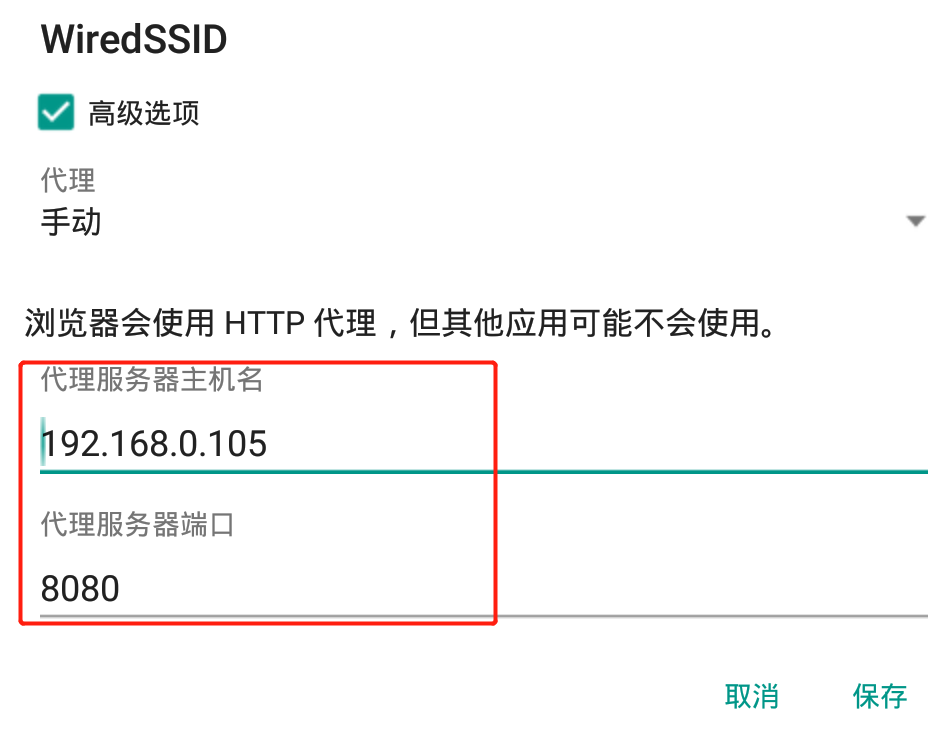 WiredSSID
高级选项
代理
手动
浏览器会使用 HTTP 代理，但其他应用可能不会使用。
代理服务器主机名
192.168.0.105
代理服务器端口
8080
取消 保存